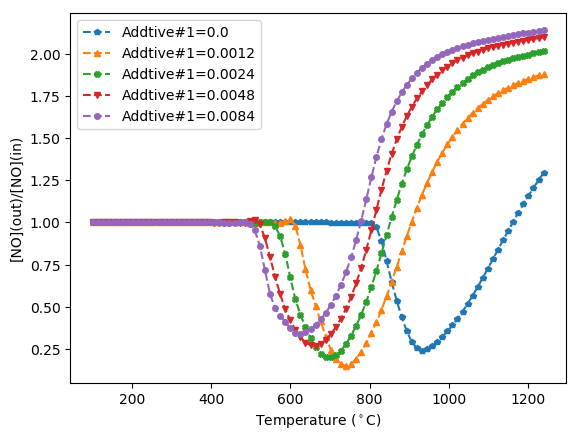 Addtive#1=0.0
Addtive#1=0.0012
Addtive#1=0.0024
Addtive#1=0.0048
Addtive#1=0.0084
[NO](out)/[NO](in)
2.00
1.75
1.50
1.25
1.00
0.75
0.50
0.25
200 400 600 800 1000 1200
Temperature (°C)